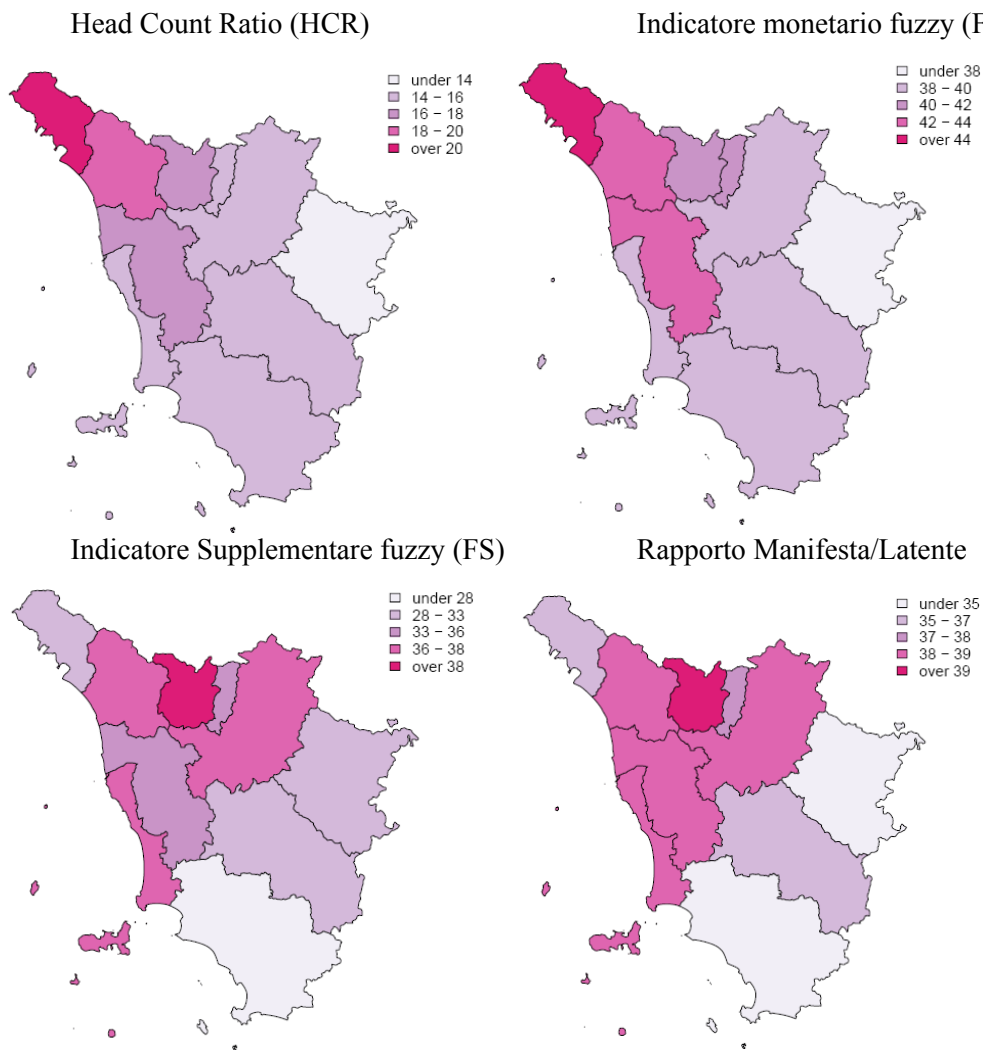 Head Count Ratio (HCR)
under 14
14 – 16
16 – 18
18 – 20
over 20
Indicatore monetario fuzzy (F
under 38
38 – 40
40 – 42
42 – 44
over 44
Indicatore Supplementare fuzzy (FS)
under 28
28 – 33
33 – 36
36 – 38
over 38
Rapporto Manifesta/Latente
under 35
35 – 37
37 – 38
38 – 39
over 39